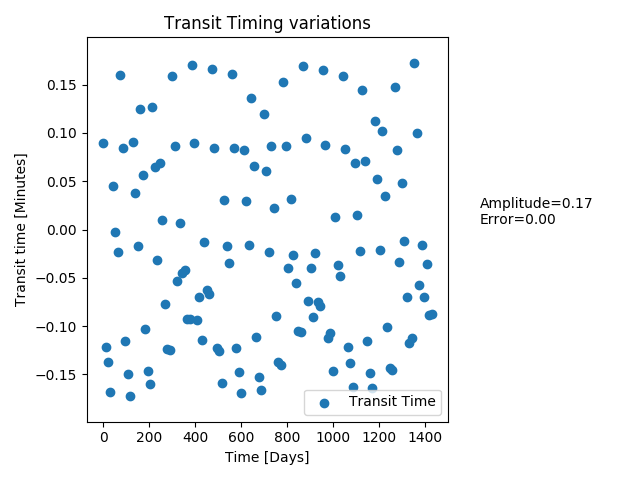 Transit Timing variations
Transit time [Minutes]
0.15
0.10
0.05
0.00
−0.05
−0.10
−0.15
0 200 400 600 800 1000 1200 1400
Time [Days]
Transit Time
Amplitude=0.17
Error=0.00